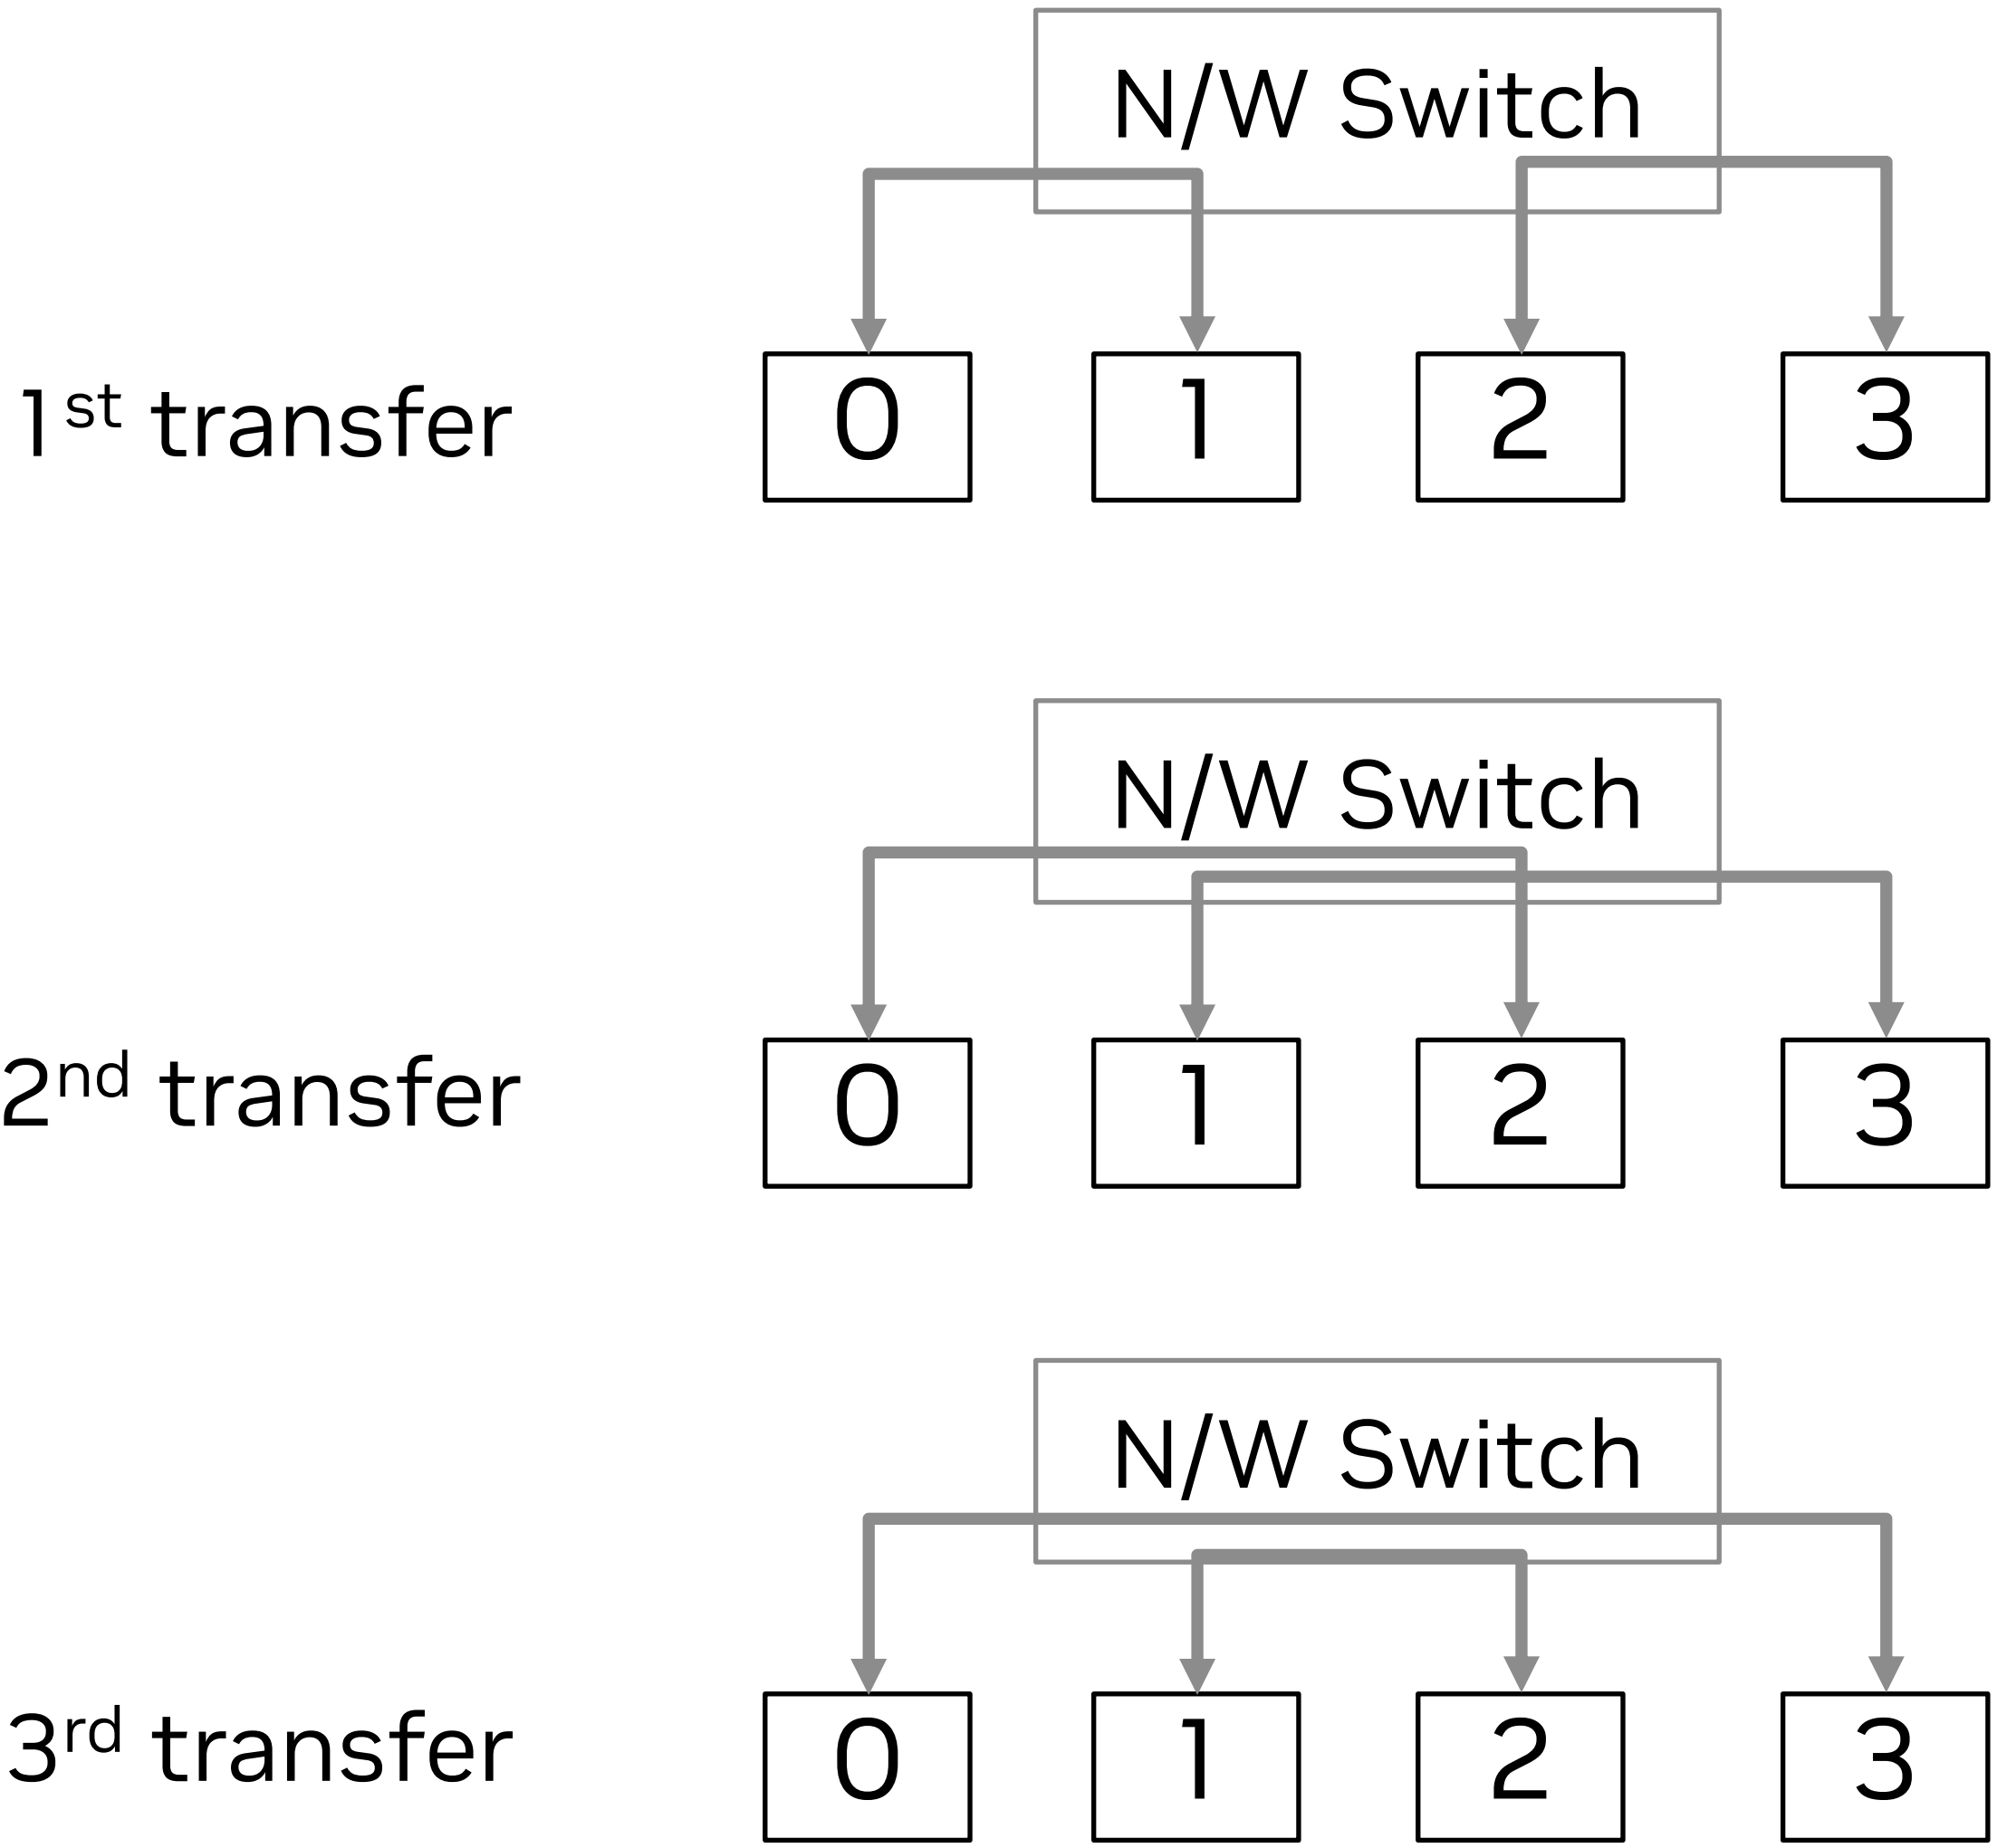 N/W Switch
1st transfer 0 1 2 3
N/W Switch
2nd transfer 0 1 2 3
N/W Switch
3rd transfer 0 1 2 3